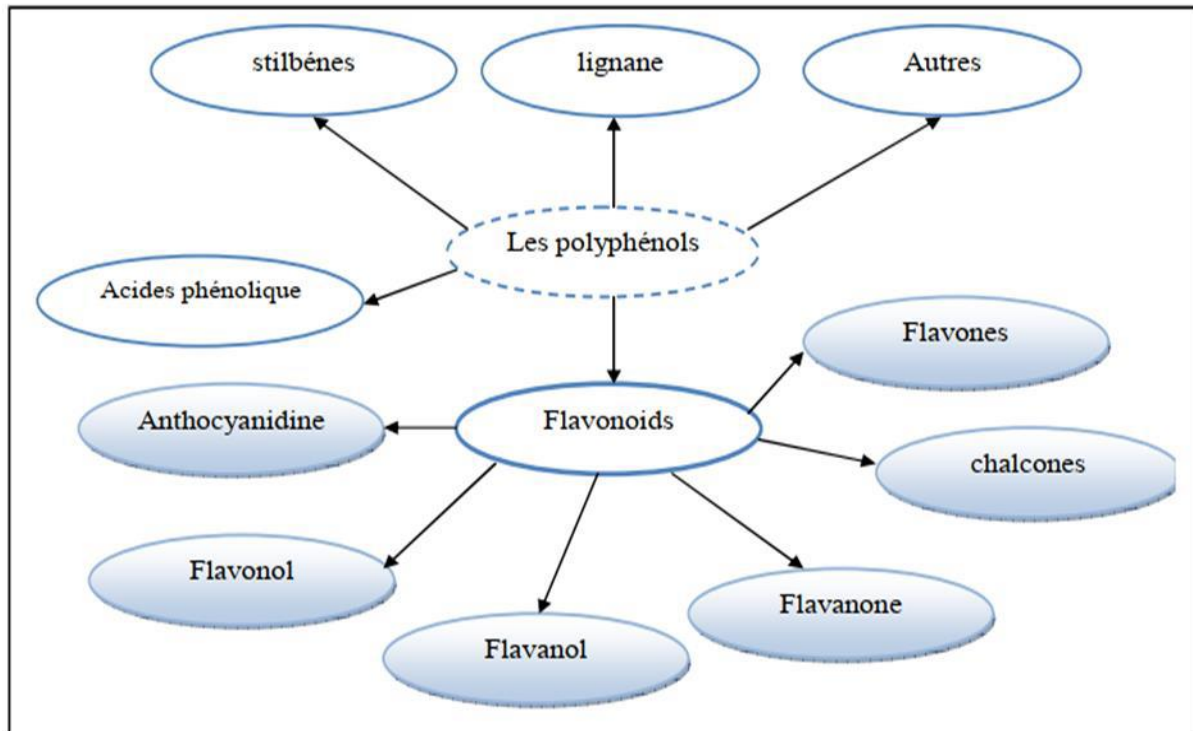 stilbénes
lignane
Autres
Les polyphénols
Acides phénolique
Flavones
Anthocyanidine
Flavonoids
chalcones
Flavonol
Flavanone
Flavanol